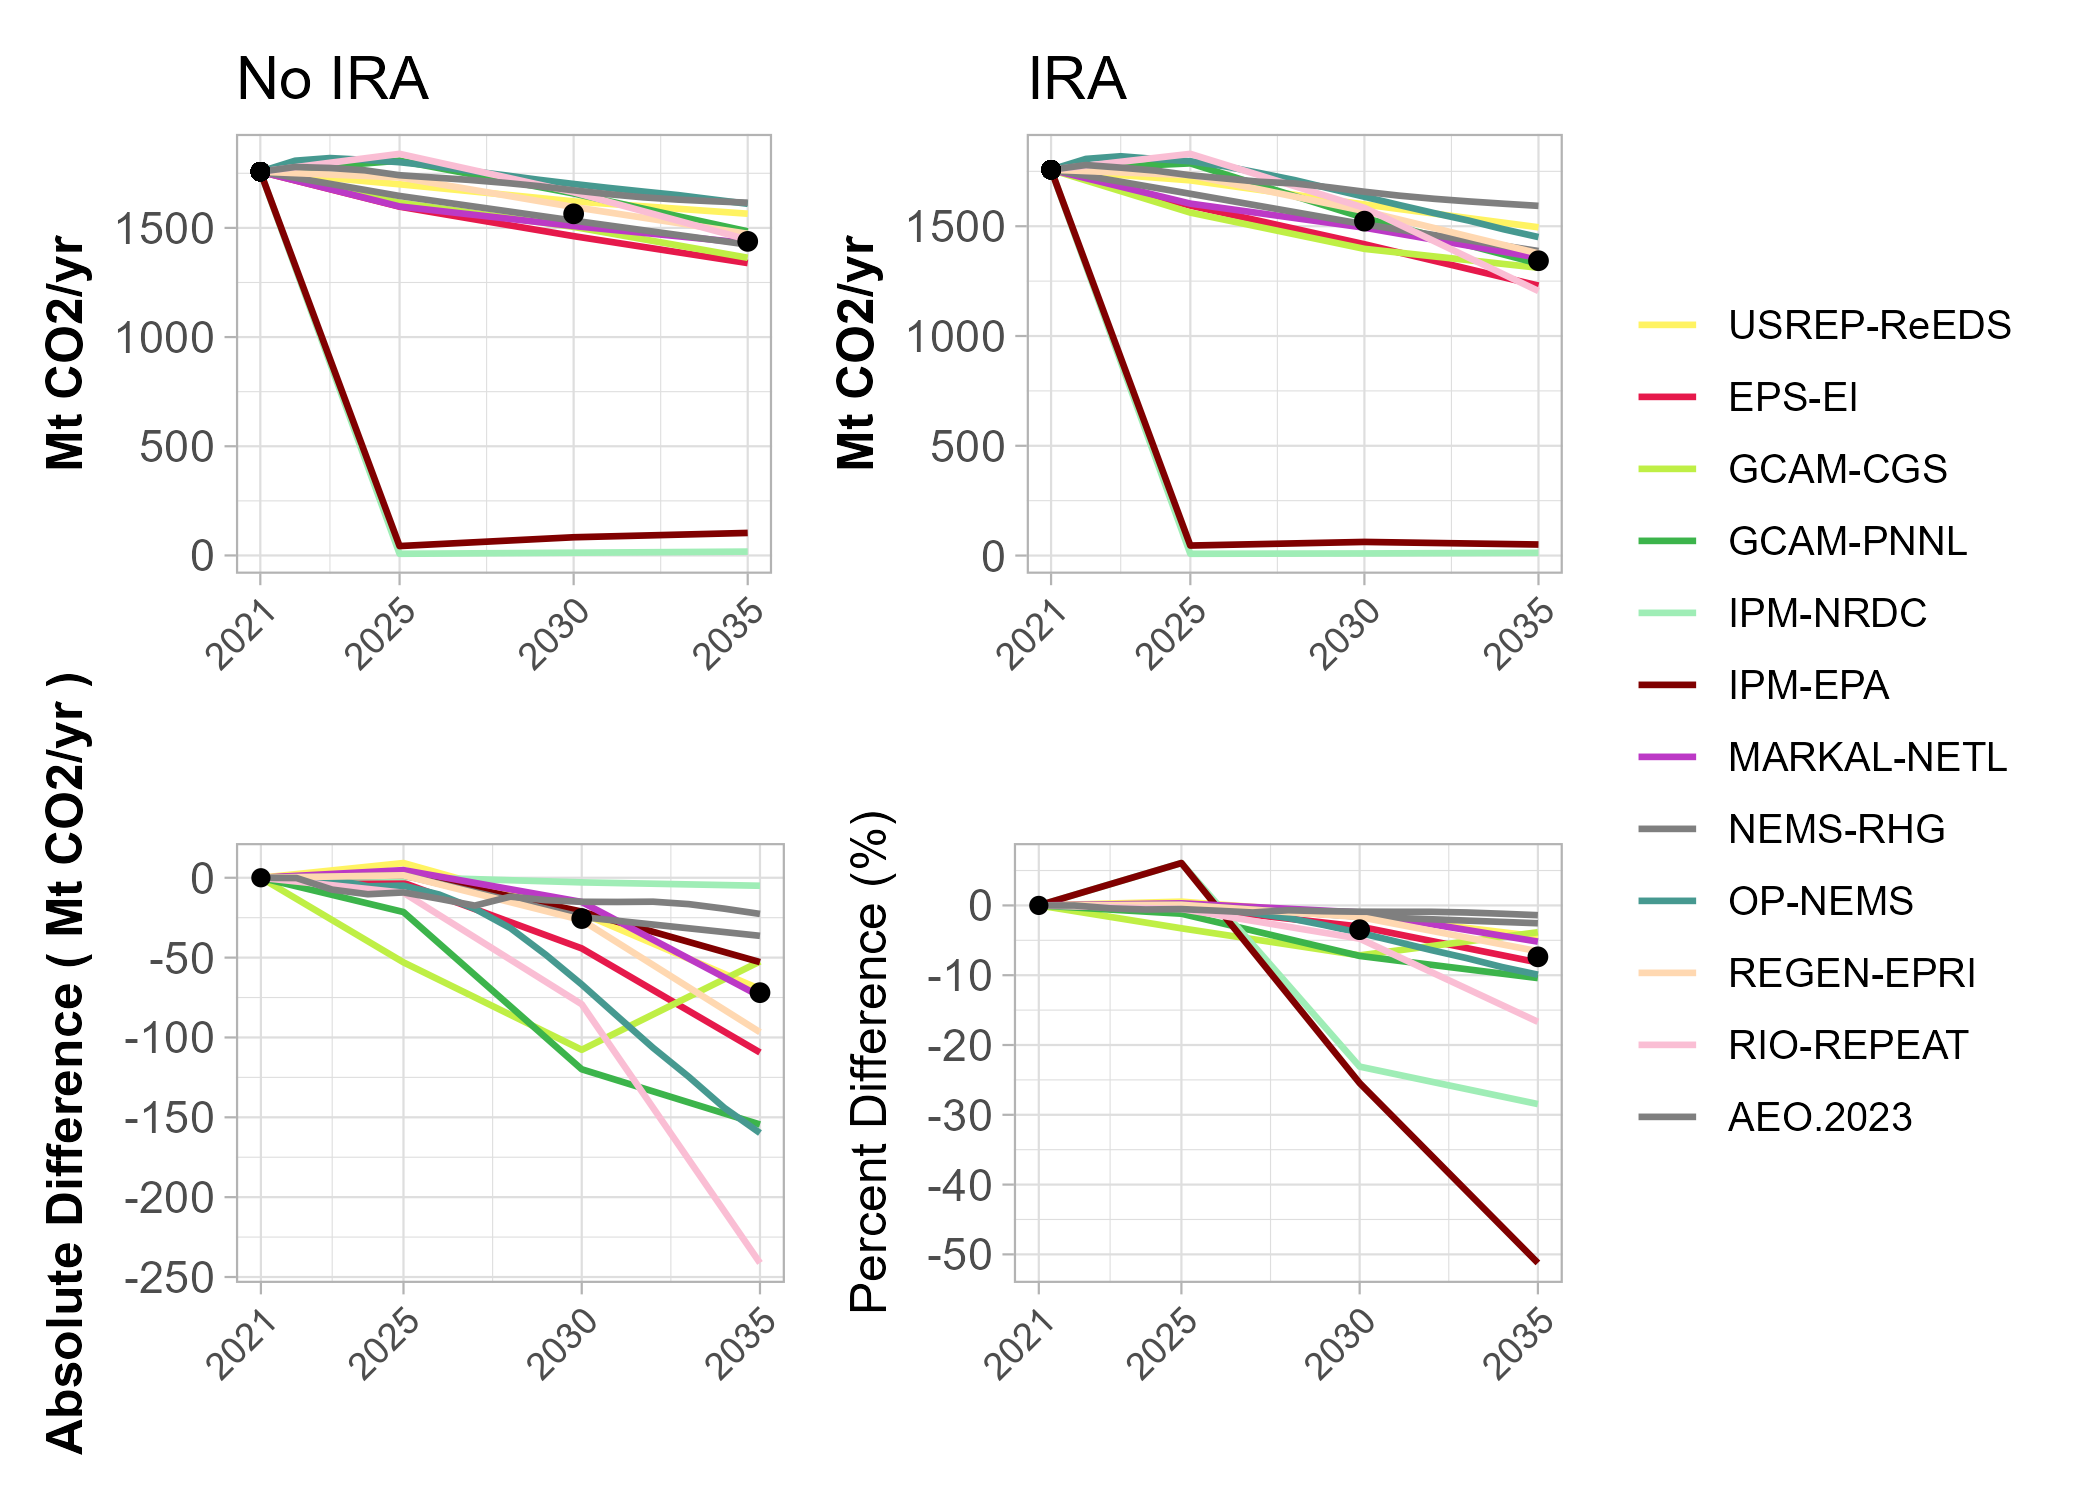 No IRA
IRA
Mt CO2/yr
1500
1000
500
0
2021
2025
2030
2035
Mt CO2/yr
1500
1000
500
0
2021
2025
2030
2035
Absolute Difference ( Mt CO2/yr )
0
-50
-100
-150
-200
-250
2021
2025
2030
2035
Percent Difference (%)
0
-10
-20
-30
-40
-50
2021
2025
2030
2035
USREP-ReEDS
EPS-EI
GCAM-CGS
GCAM-PNNL
IPM-NRDC
IPM-EPA
MARKAL-NETL
NEMS-RHG
OP-NEMS
REGEN-EPRI
RIO-REPEAT
AEO.2023